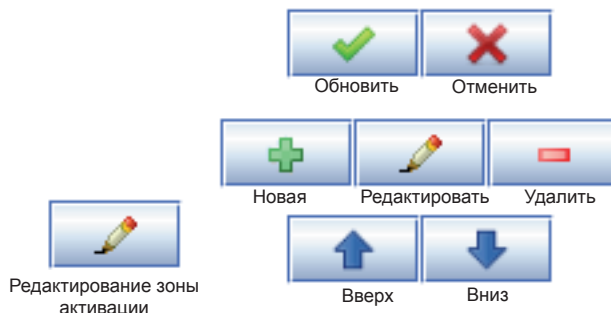 Обновить Отменить
Новая Редактировать Удалить
Редактирование зоны
активации
Вверх Вниз